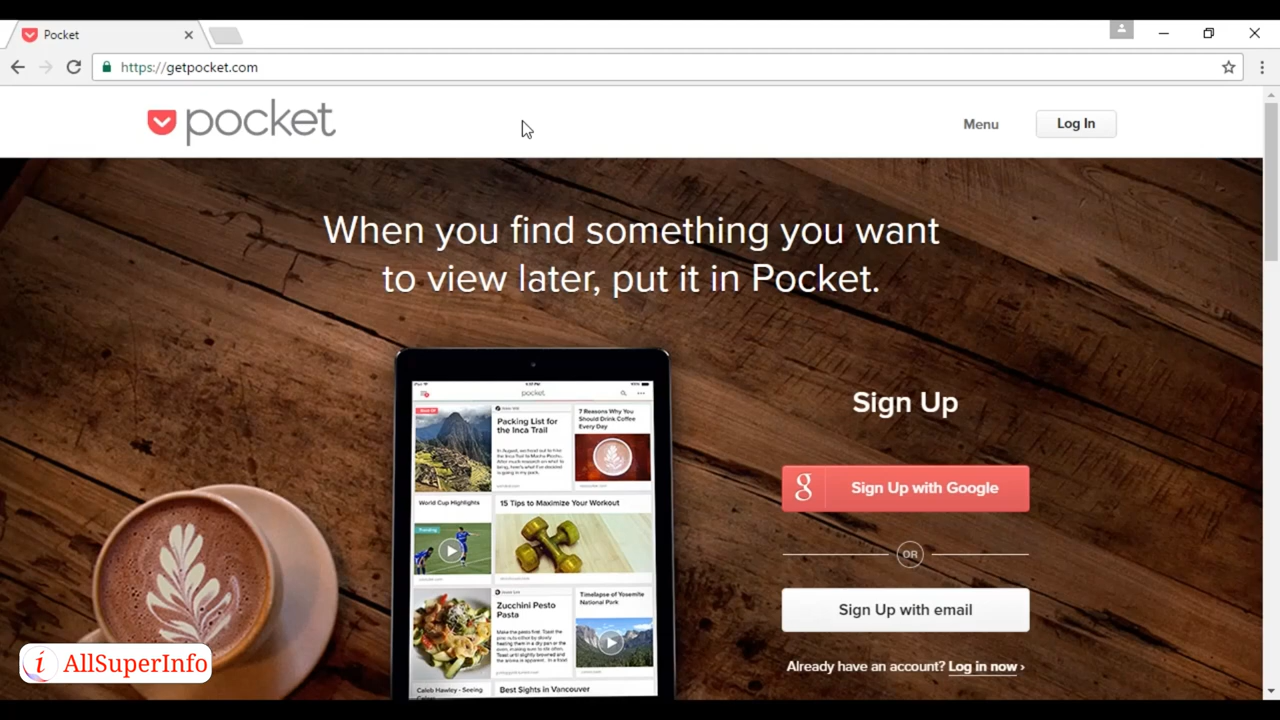 Pocket
https://getpocket.com
pocket
Menu
Log In
When you find something you want
to view later, put it in Pocket.
pocket
Packing List for
the Inca Trail
7 Reasons Why You
Should Drink Coffee
Every Day
World Cup Highlights
15 Tips to Maximize Your Workout
Zucchini Pesto
Pasta
Timelapse of Yosemite
National Park
Caleb Hawley - Seeing
Best Sights in Vancouver
Sign Up
g
Sign Up with Google
OR
Sign Up with email
Already have an account? Log in now ›
i AllSuperInfo